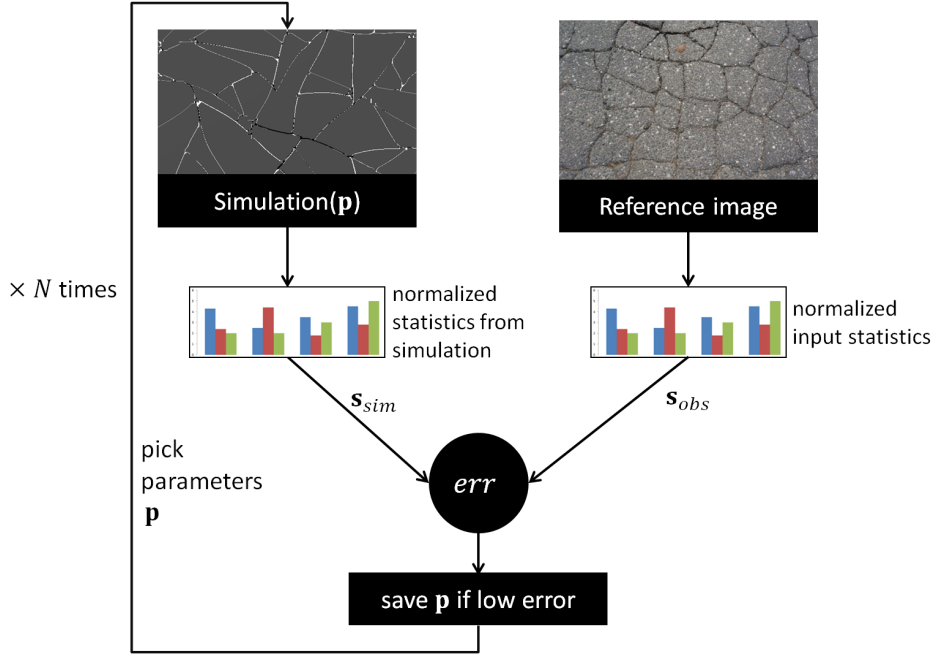 Simulation(p)
Reference image
× N times
normalized
statistics from
simulation
normalized
input statistics
s_sim
s_obs
pick
parameters
p
err
save p if low error